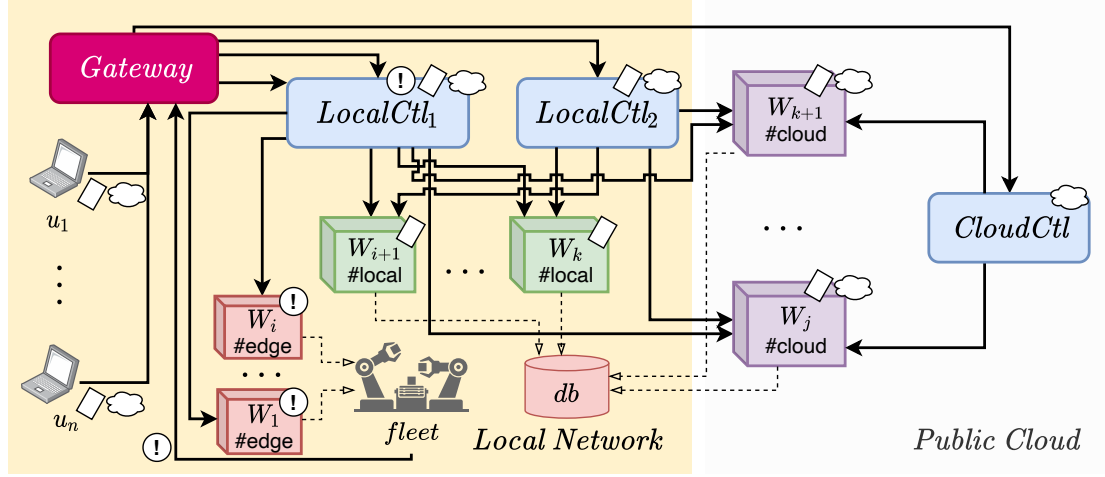 Gateway
LocalCtl₁
!
LocalCtl₂
Wₖ₊₁
#cloud
u₁
CloudCtl
Wᵢ₊₁
#local
...
Wₖ
#local
...
Wᵢ
#edge
!
...
Wⱼ
#cloud
uₙ
W₁
#edge
!
fleet
db
!
Local Network
Public Cloud